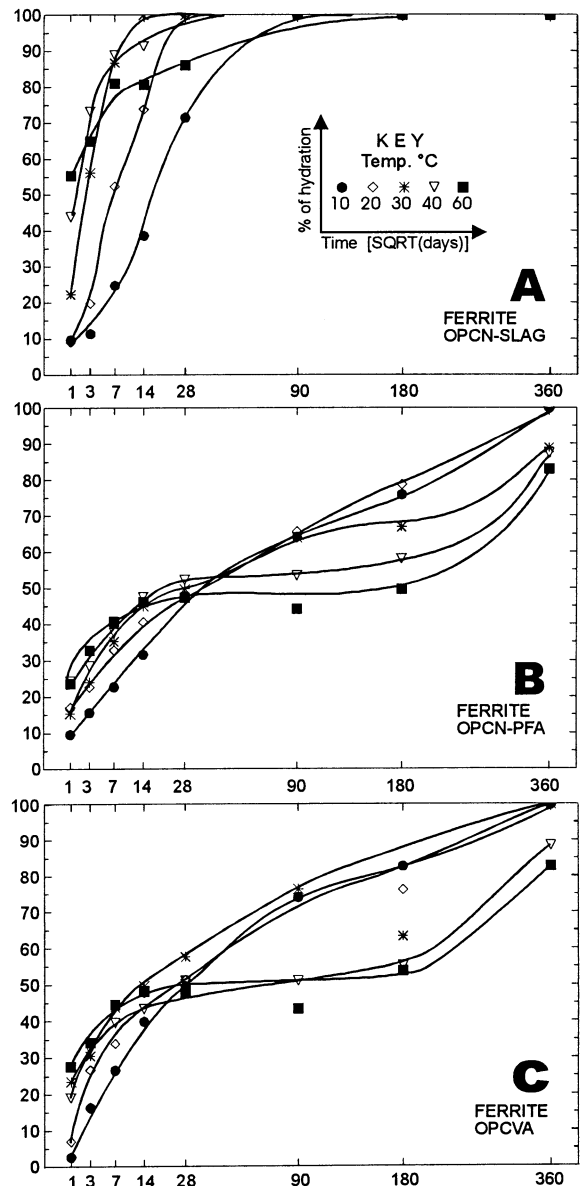 100
90
80
70
60
50
40
30
20
10
0
KEY
Temp. °C
10 20 30 40 60
% of hydration
Time [SQRT(days)]
A
FERRITE
OPCN-SLAG
1 3 7 14 28 90 180 360
100
90
80
70
60
50
40
30
20
10
0
B
FERRITE
OPCN-PFA
1 3 7 14 28 90 180 360
100
90
80
70
60
50
40
30
20
10
0
C
FERRITE
OPCVA
1 3 7 14 28 90 180 360